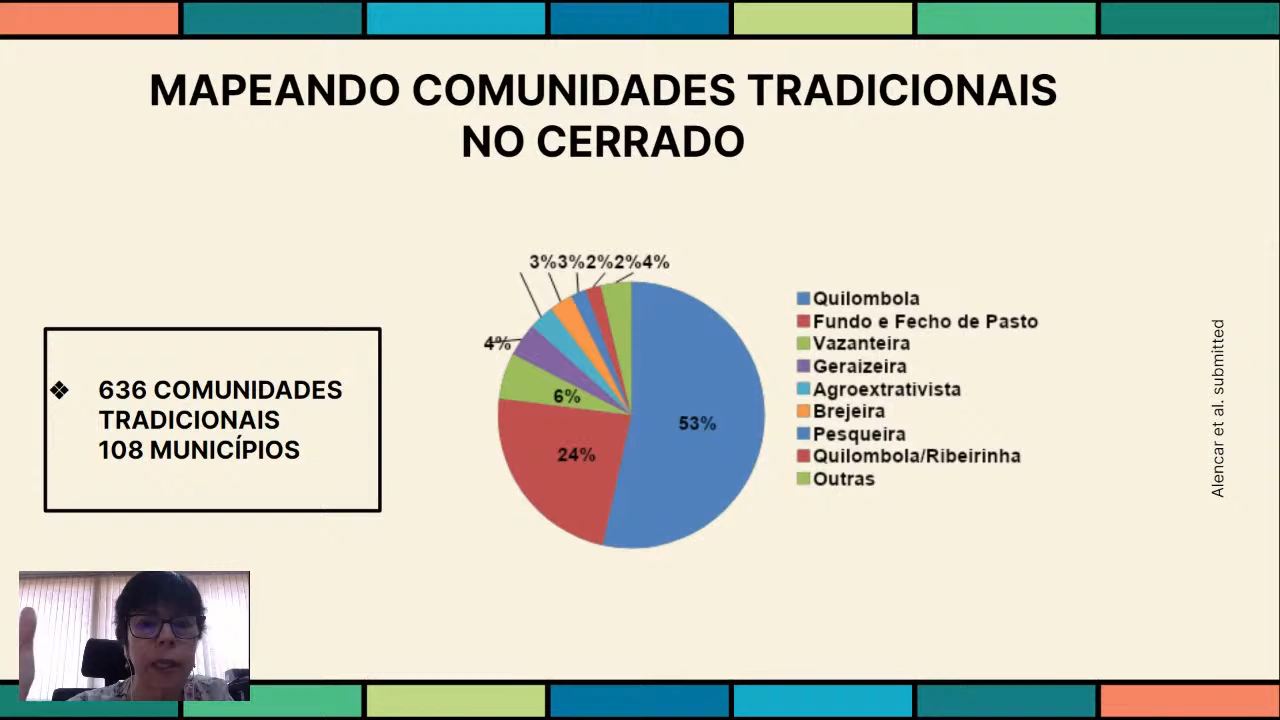 MAPEANDO COMUNIDADES TRADICIONAIS
NO CERRADO
❖ 636 COMUNIDADES
TRADICIONAIS
108 MUNICÍPIOS
3%3%2%2%4%
4%
6%
24%
53%
Quilombola
Fundo e Fecho de Pasto
Vazanteira
Geraizeira
Agroextrativista
Brejeira
Pesqueira
Quilombola/Ribeirinha
Outras
Alencar et al. submitted